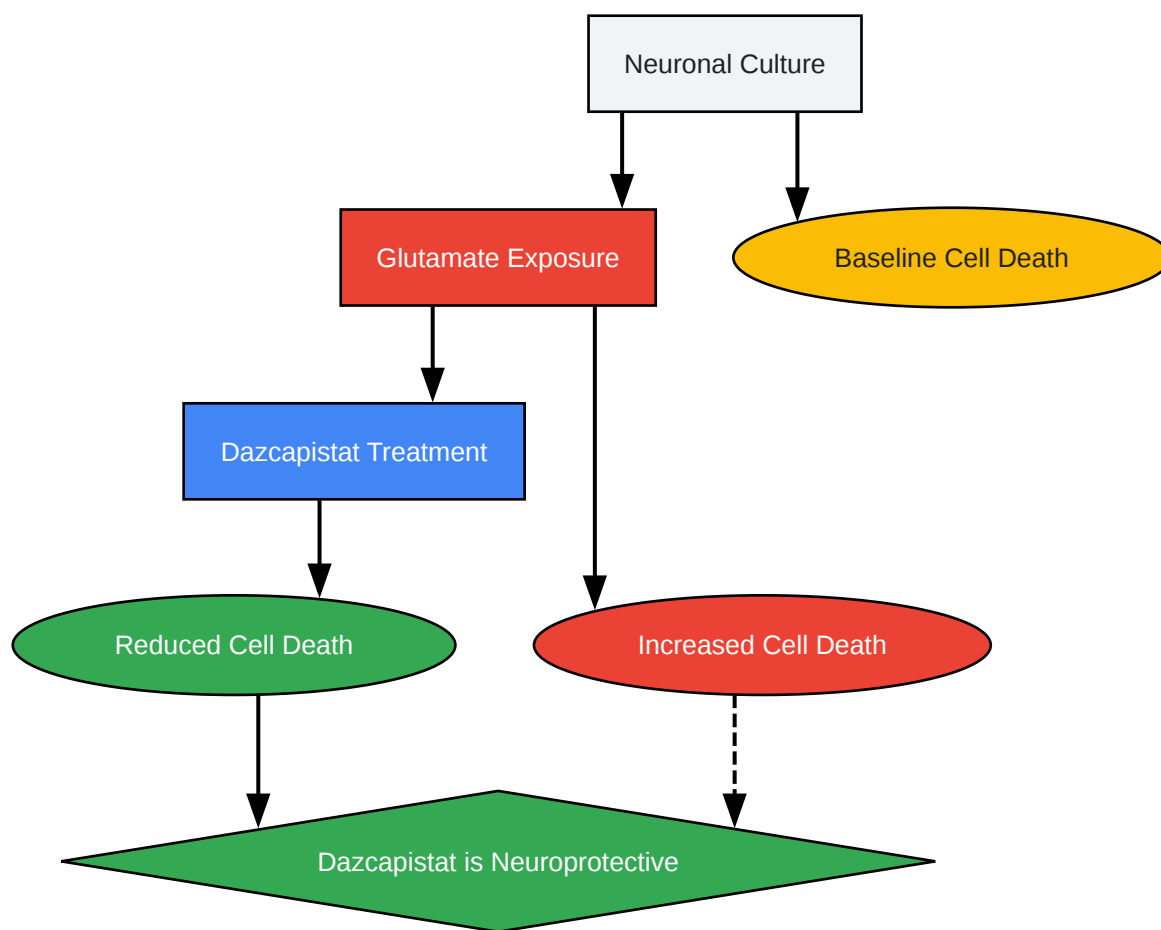 Neuronal Culture
Glutamate Exposure
Baseline Cell Death
Dazcapistat Treatment
Reduced Cell Death
Increased Cell Death
Dazcapistat is Neuroprotective